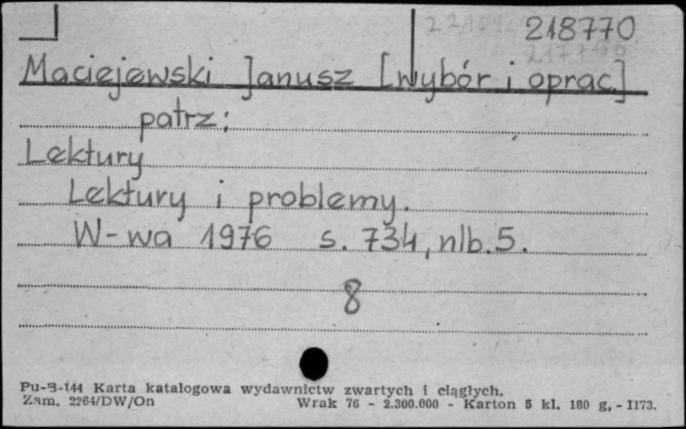 218770
Maciejewski Janusz [Wybór i oprac.]
patrz:
Lektury
Lektury i problemy.
W-wa 1976 s. 734, nlb. 5.
8
Pu-B-144 Karta katalogowa wydawnictw zwartych i ciągłych.
Zam. 2264/DW/On Wrak 76 - 2.300.000 - Karton 5 kl. 180 g, - II73.